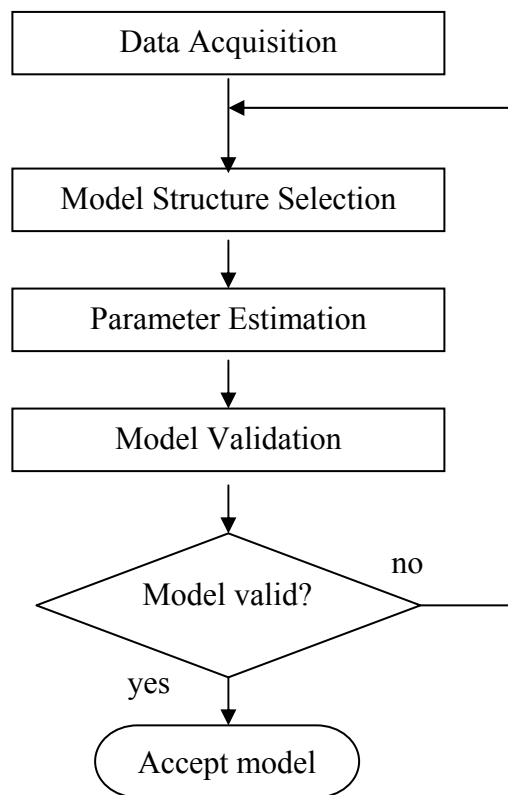 Data Acquisition
Model Structure Selection
Parameter Estimation
Model Validation
Model valid?
no
yes
Accept model